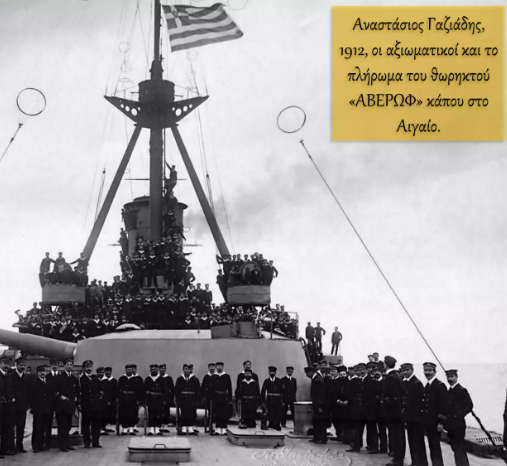 Αναστάσιος Γαζιάδης,
1912, οι αξιωματικοί και το
πλήρωμα του θωρηκτού
«ΑΒΕΡΩΦ» κάπου στο
Αιγαίο.